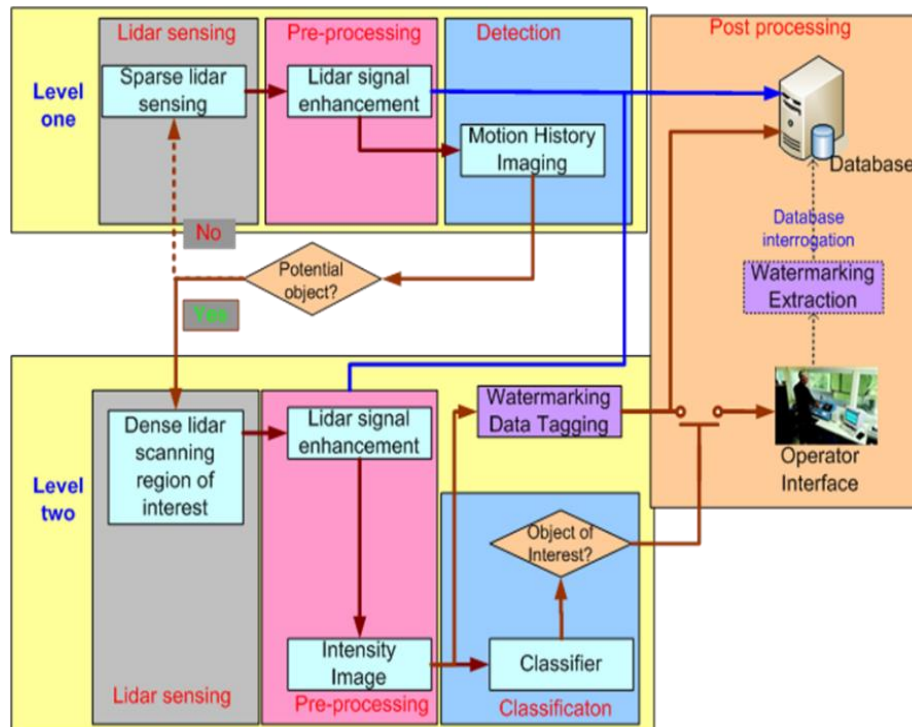 Lidar sensing
Pre-processing
Detection
Post processing
Level
one
Sparse lidar
sensing
Lidar signal
enhancement
Motion History
Imaging
Database
No
Potential
object?
Yes
Database
interrogation
Watermarking
Extraction
Level
two
Dense lidar
scanning
region of
interest
Lidar signal
enhancement
Watermarking
Data Tagging
Operator
Interface
Object of
Interest?
Intensity
Image
Classifier
Lidar sensing
Pre-processing
Classificaton